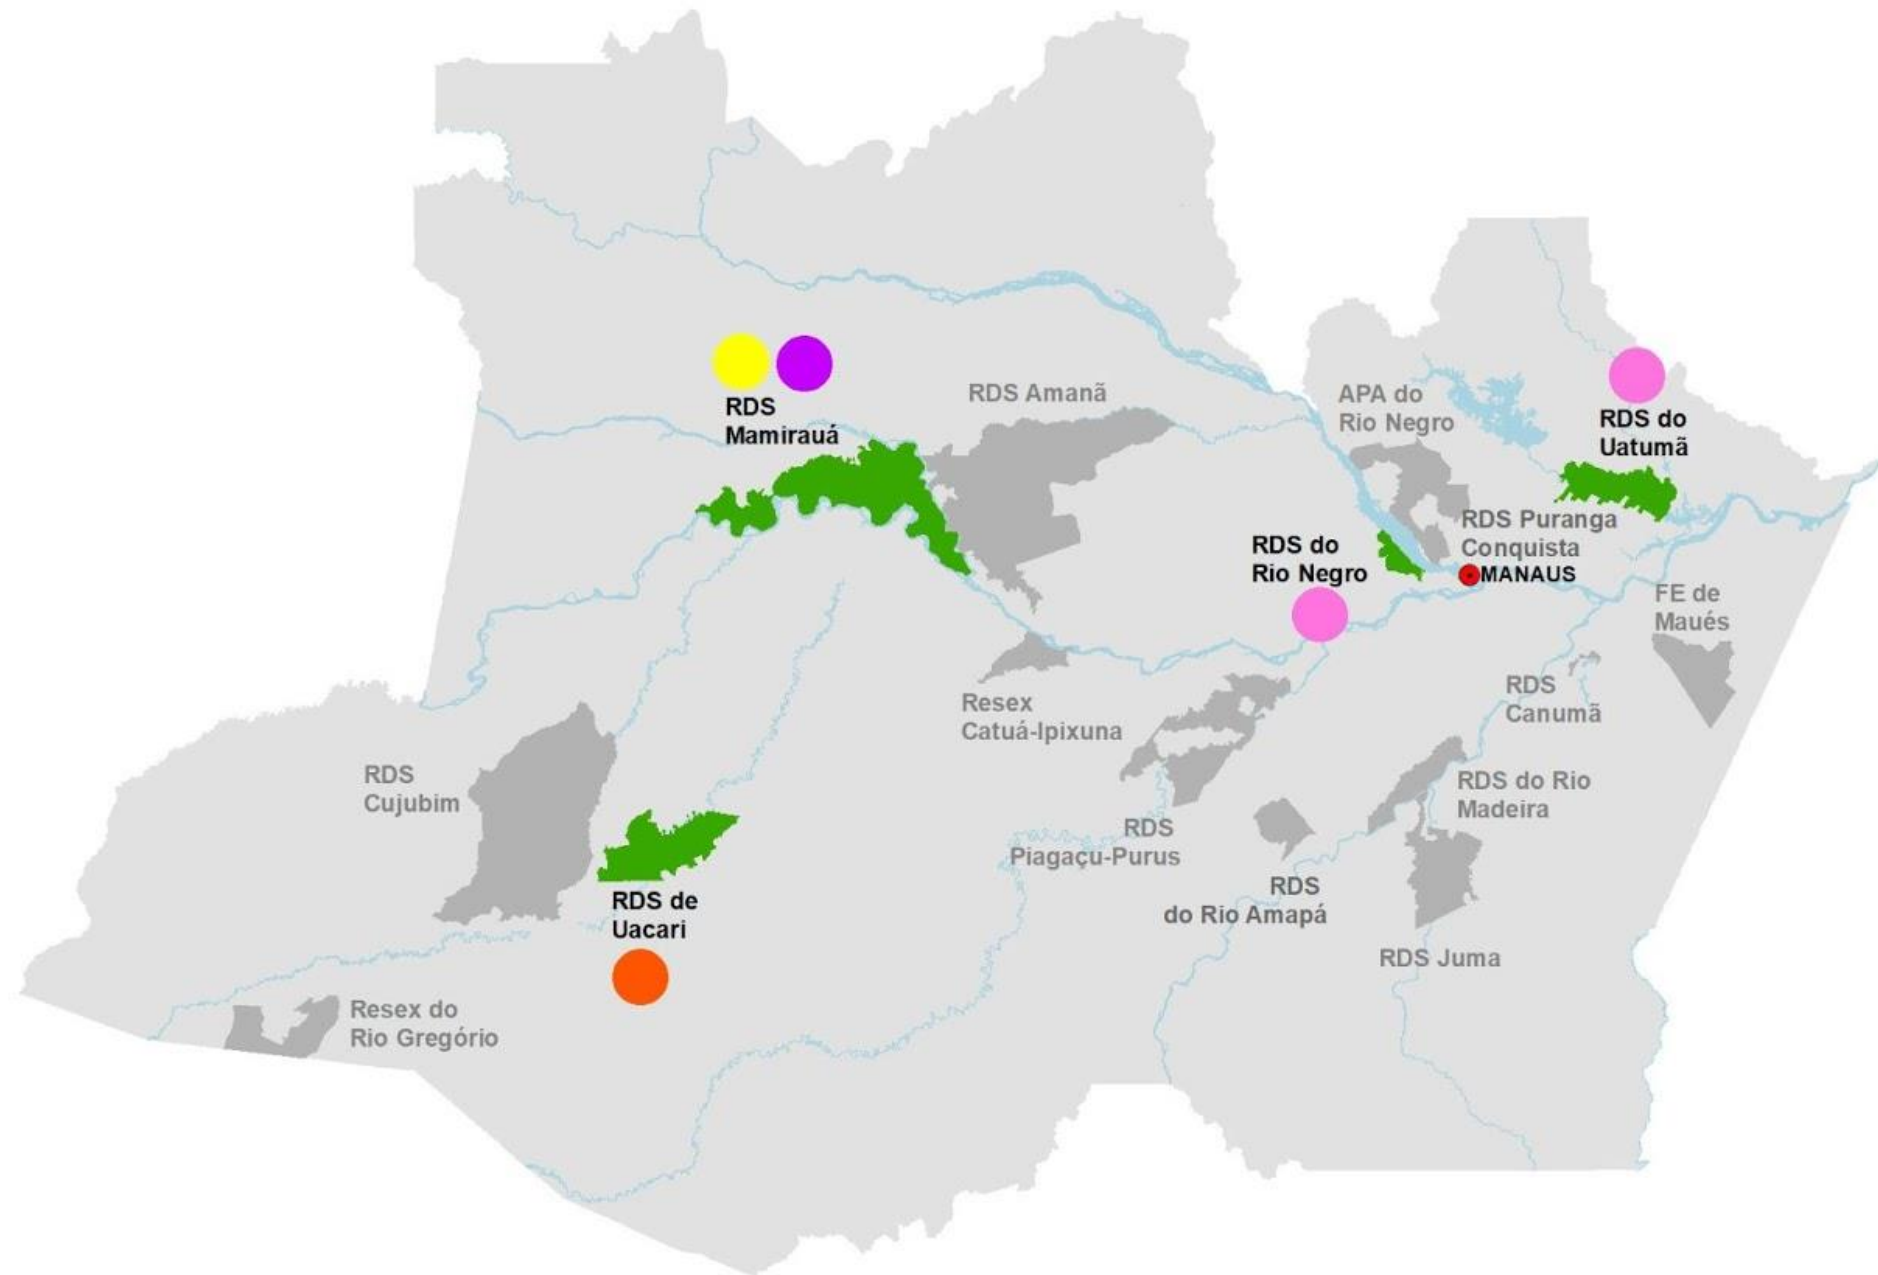 RDS
Mamirauá
RDS Amanã
APA do
Rio Negro
RDS do
Uatumã
RDS Puranga
Conquista
MANAUS
RDS do
Rio Negro
FE de
Maués
RDS
Canumã
Resex
Catuá-Ipixuna
RDS
Cujubim
RDS do Rio
Madeira
RDS
Piagaçu-Purus
RDS
do Rio Amapá
RDS de
Uacari
RDS Juma
Resex do
Rio Gregório